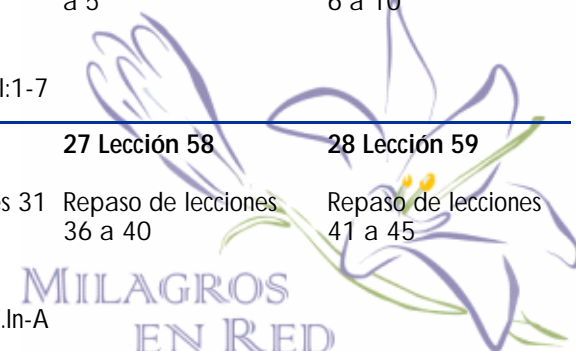 a 5
6 a 10
I:1-7
27 Lección 58
28 Lección 59
s 31
Repaso de lecciones
36 a 40
Repaso de lecciones
41 a 45
.In-A
MILAGROS
EN RED